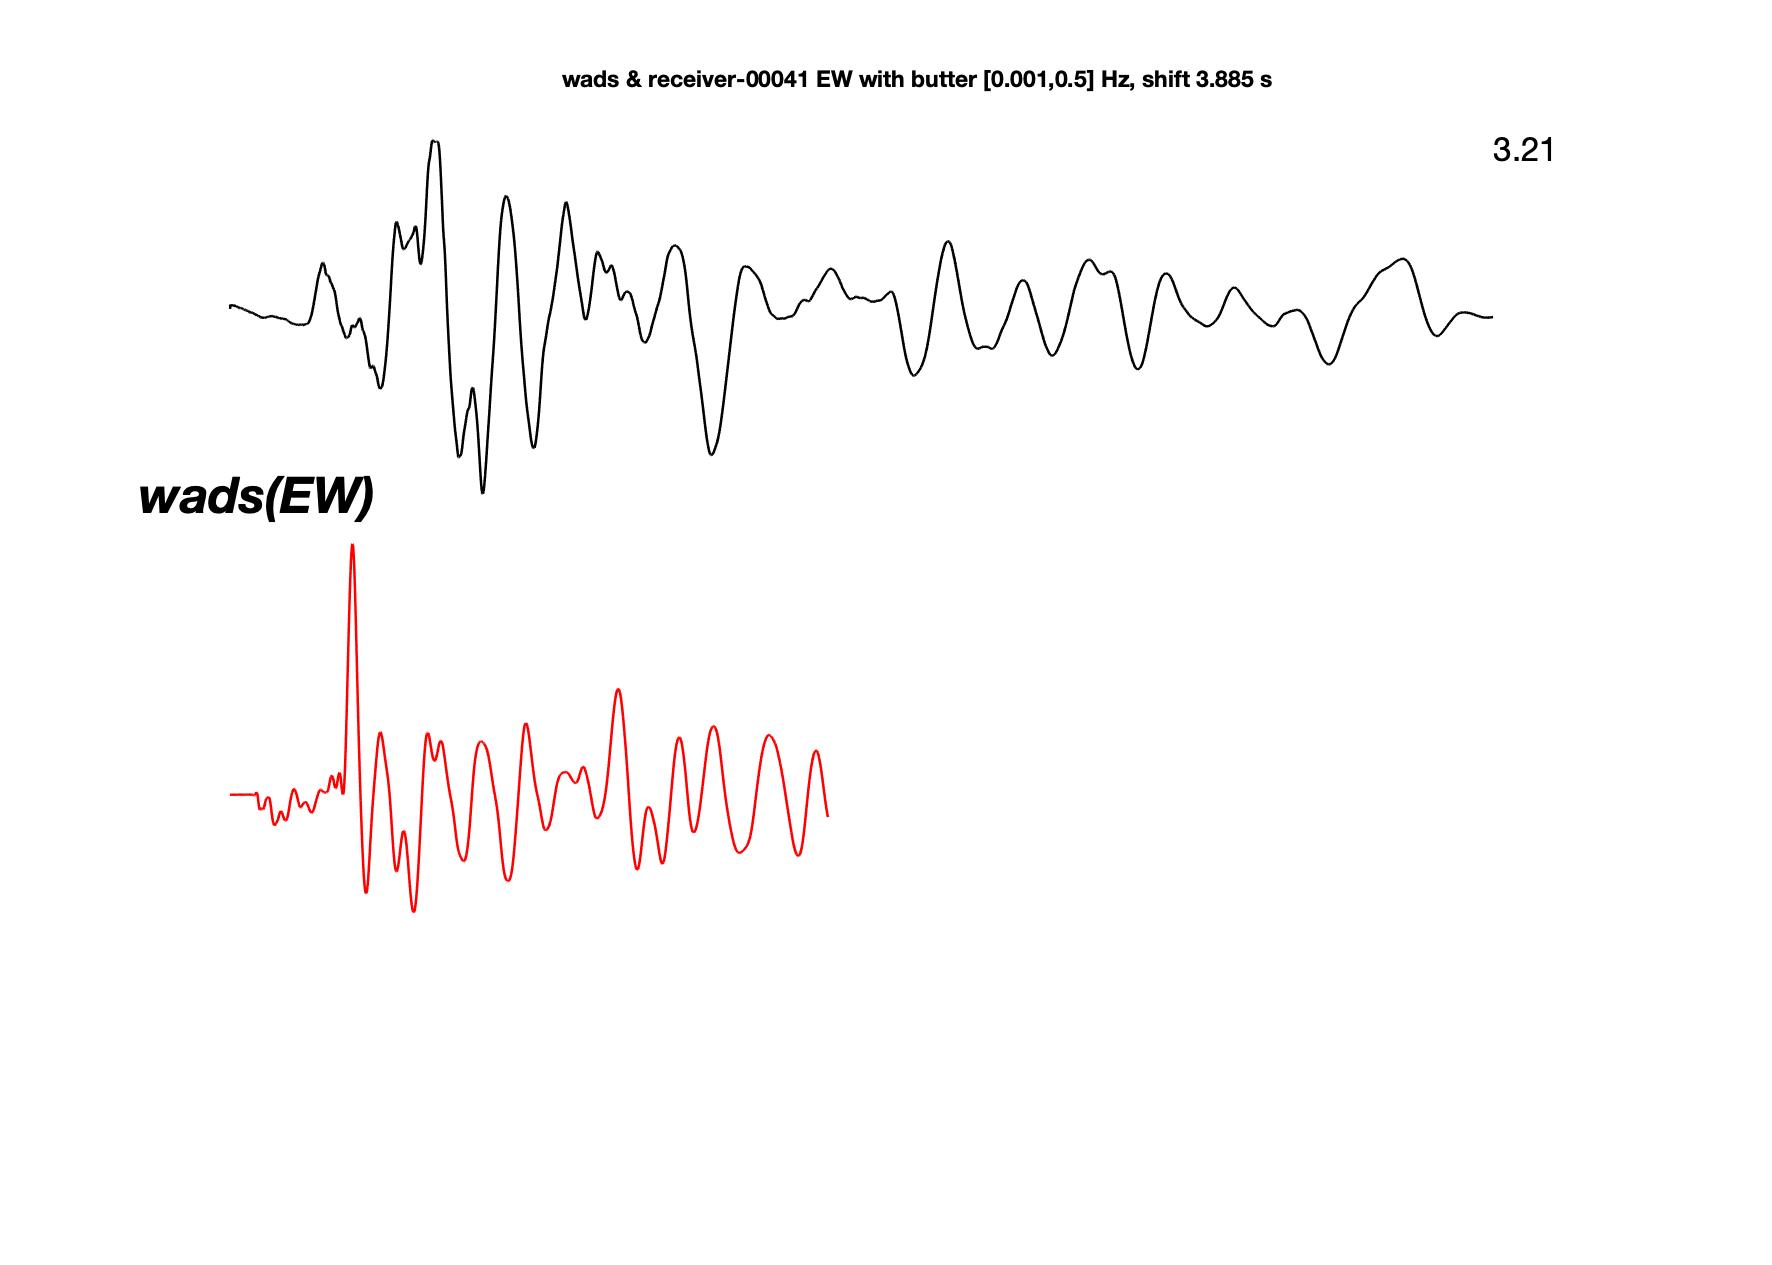 wads & receiver-00041 EW with butter [0.001,0.5] Hz, shift 3.885 s
3.21
wads(EW)